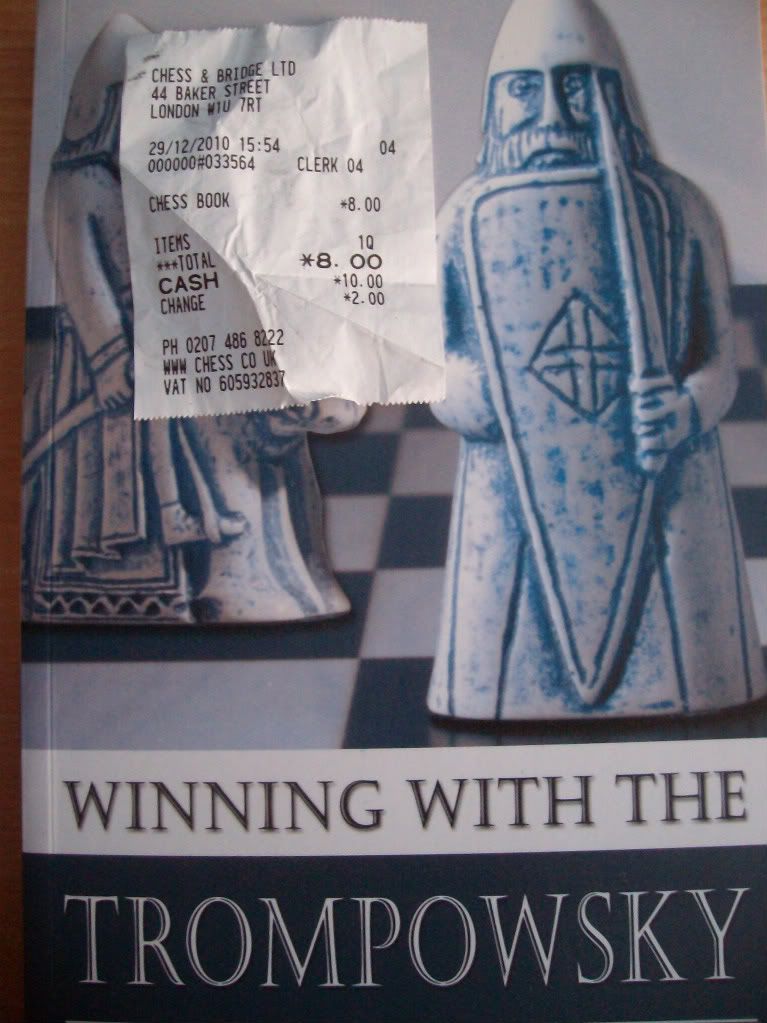 CHESS & BRIDGE LTD
44 BAKER STREET
LONDON W1U 7RT
29/12/2010 15:54 04
000000#033564 CLERK 04
CHESS BOOK *8.00
ITEMS 1Q
***TOTAL *8.00
CASH *10.00
CHANGE *2.00
PH 0207 486 8222
WWW CHESS CO UK
VAT NO 605932837
WINNING WITH THE
TROMPOWSKY